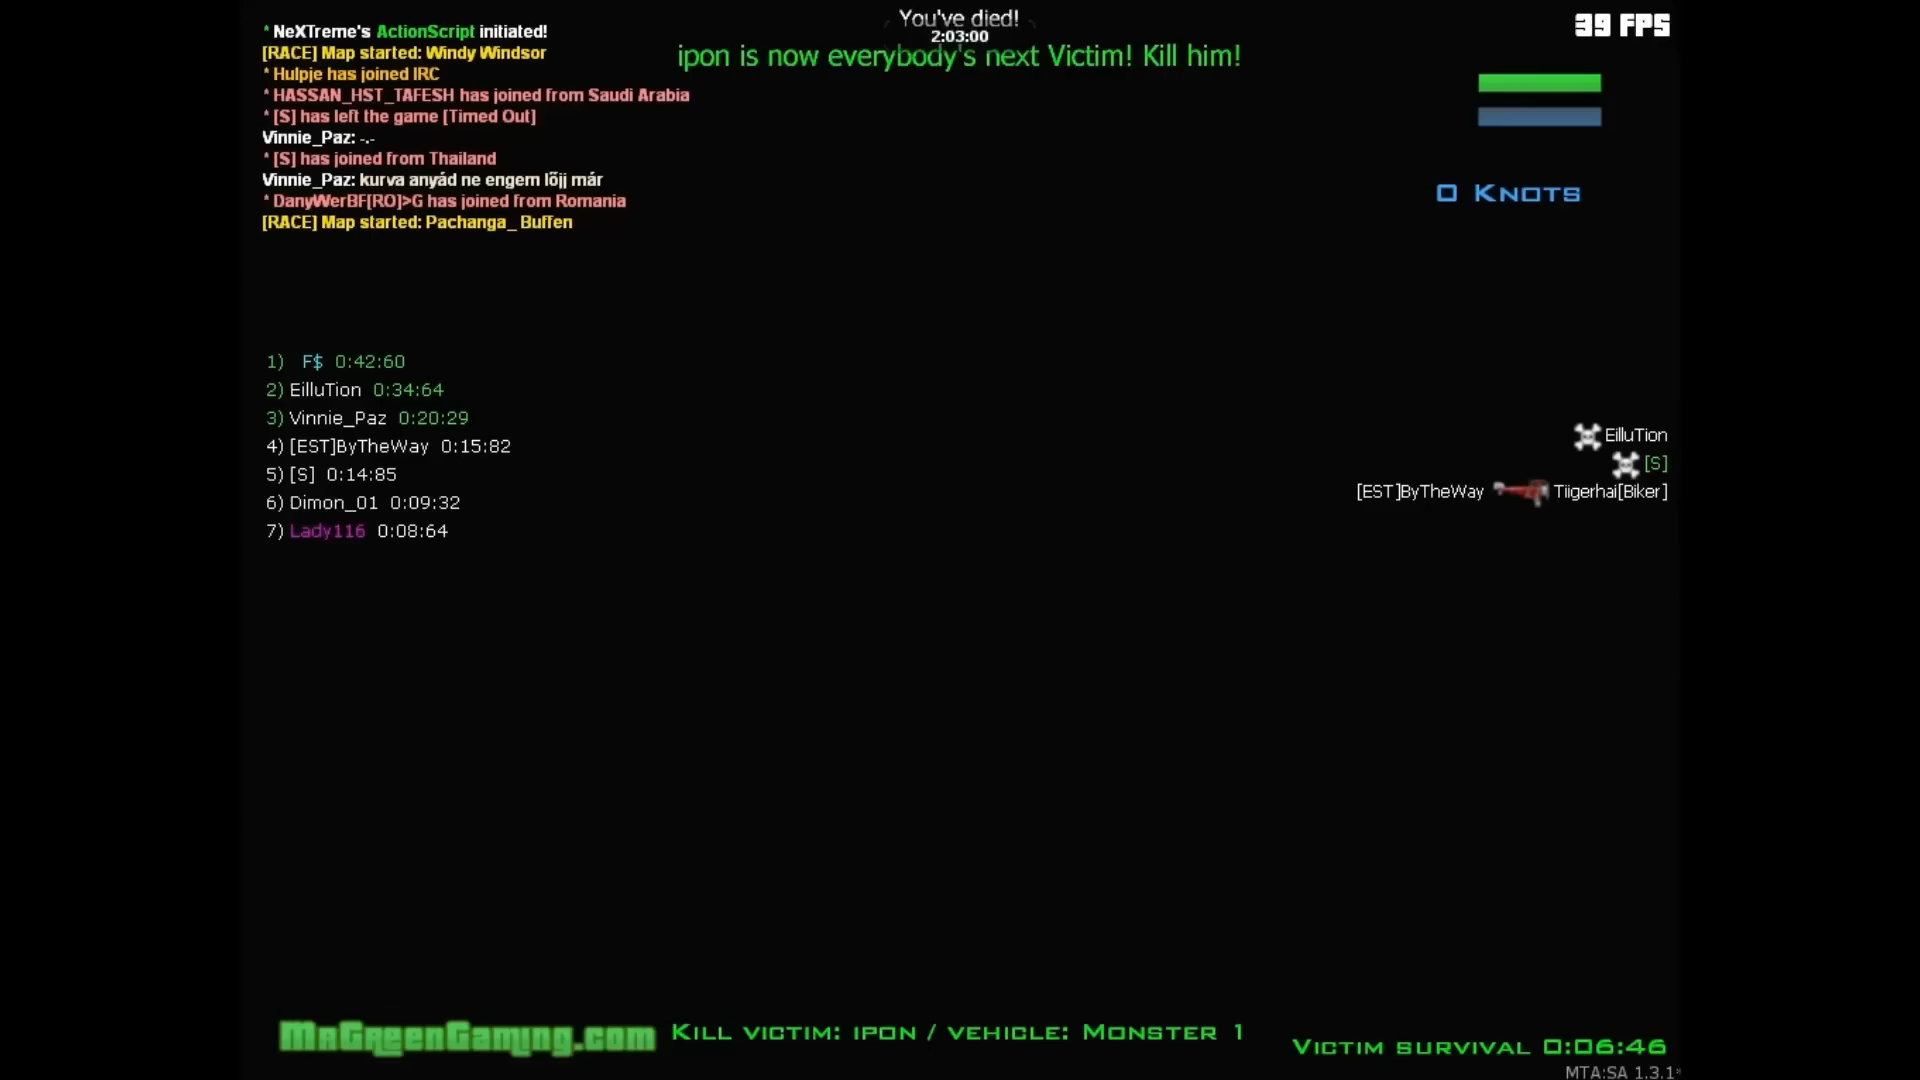 * NeXTreme's ActionScript initiated!
[RACE] Map started: Windy Windsor
* Hulpje has joined IRC
* HASSAN_HST_TAFESH has joined from Saudi Arabia
* [S] has left the game [Timed Out]
Vinnie_Paz: -.-
* [S] has joined from Thailand
Vinnie_Paz: kurva anyád ne engem lőjj már
* DanyWerBF[RO]>G has joined from Romania
[RACE] Map started: Pachanga_ Buffen
You've died!
2:03:00
ipon is now everybody's next Victim! Kill him!
39 FPS
0 Knots
1) F$ 0:42:60
2) EilluTion 0:34:64
3) Vinnie_Paz 0:20:29
4) [EST]ByTheWay 0:15:82
5) [S] 0:14:85
6) Dimon_01 0:09:32
7) Lady116 0:08:64
EilluTion
[S]
[EST]ByTheWay Tiigerhai[Biker]
MrGreenGaming.com
Kill victim: ipon / vehicle: Monster 1
Victim survival 0:06:46
MTA:SA 1.3.1*